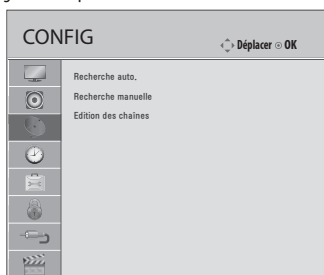 CONFIG
Déplacer OK
Recherche auto.
Recherche manuelle
Edition des chaînes